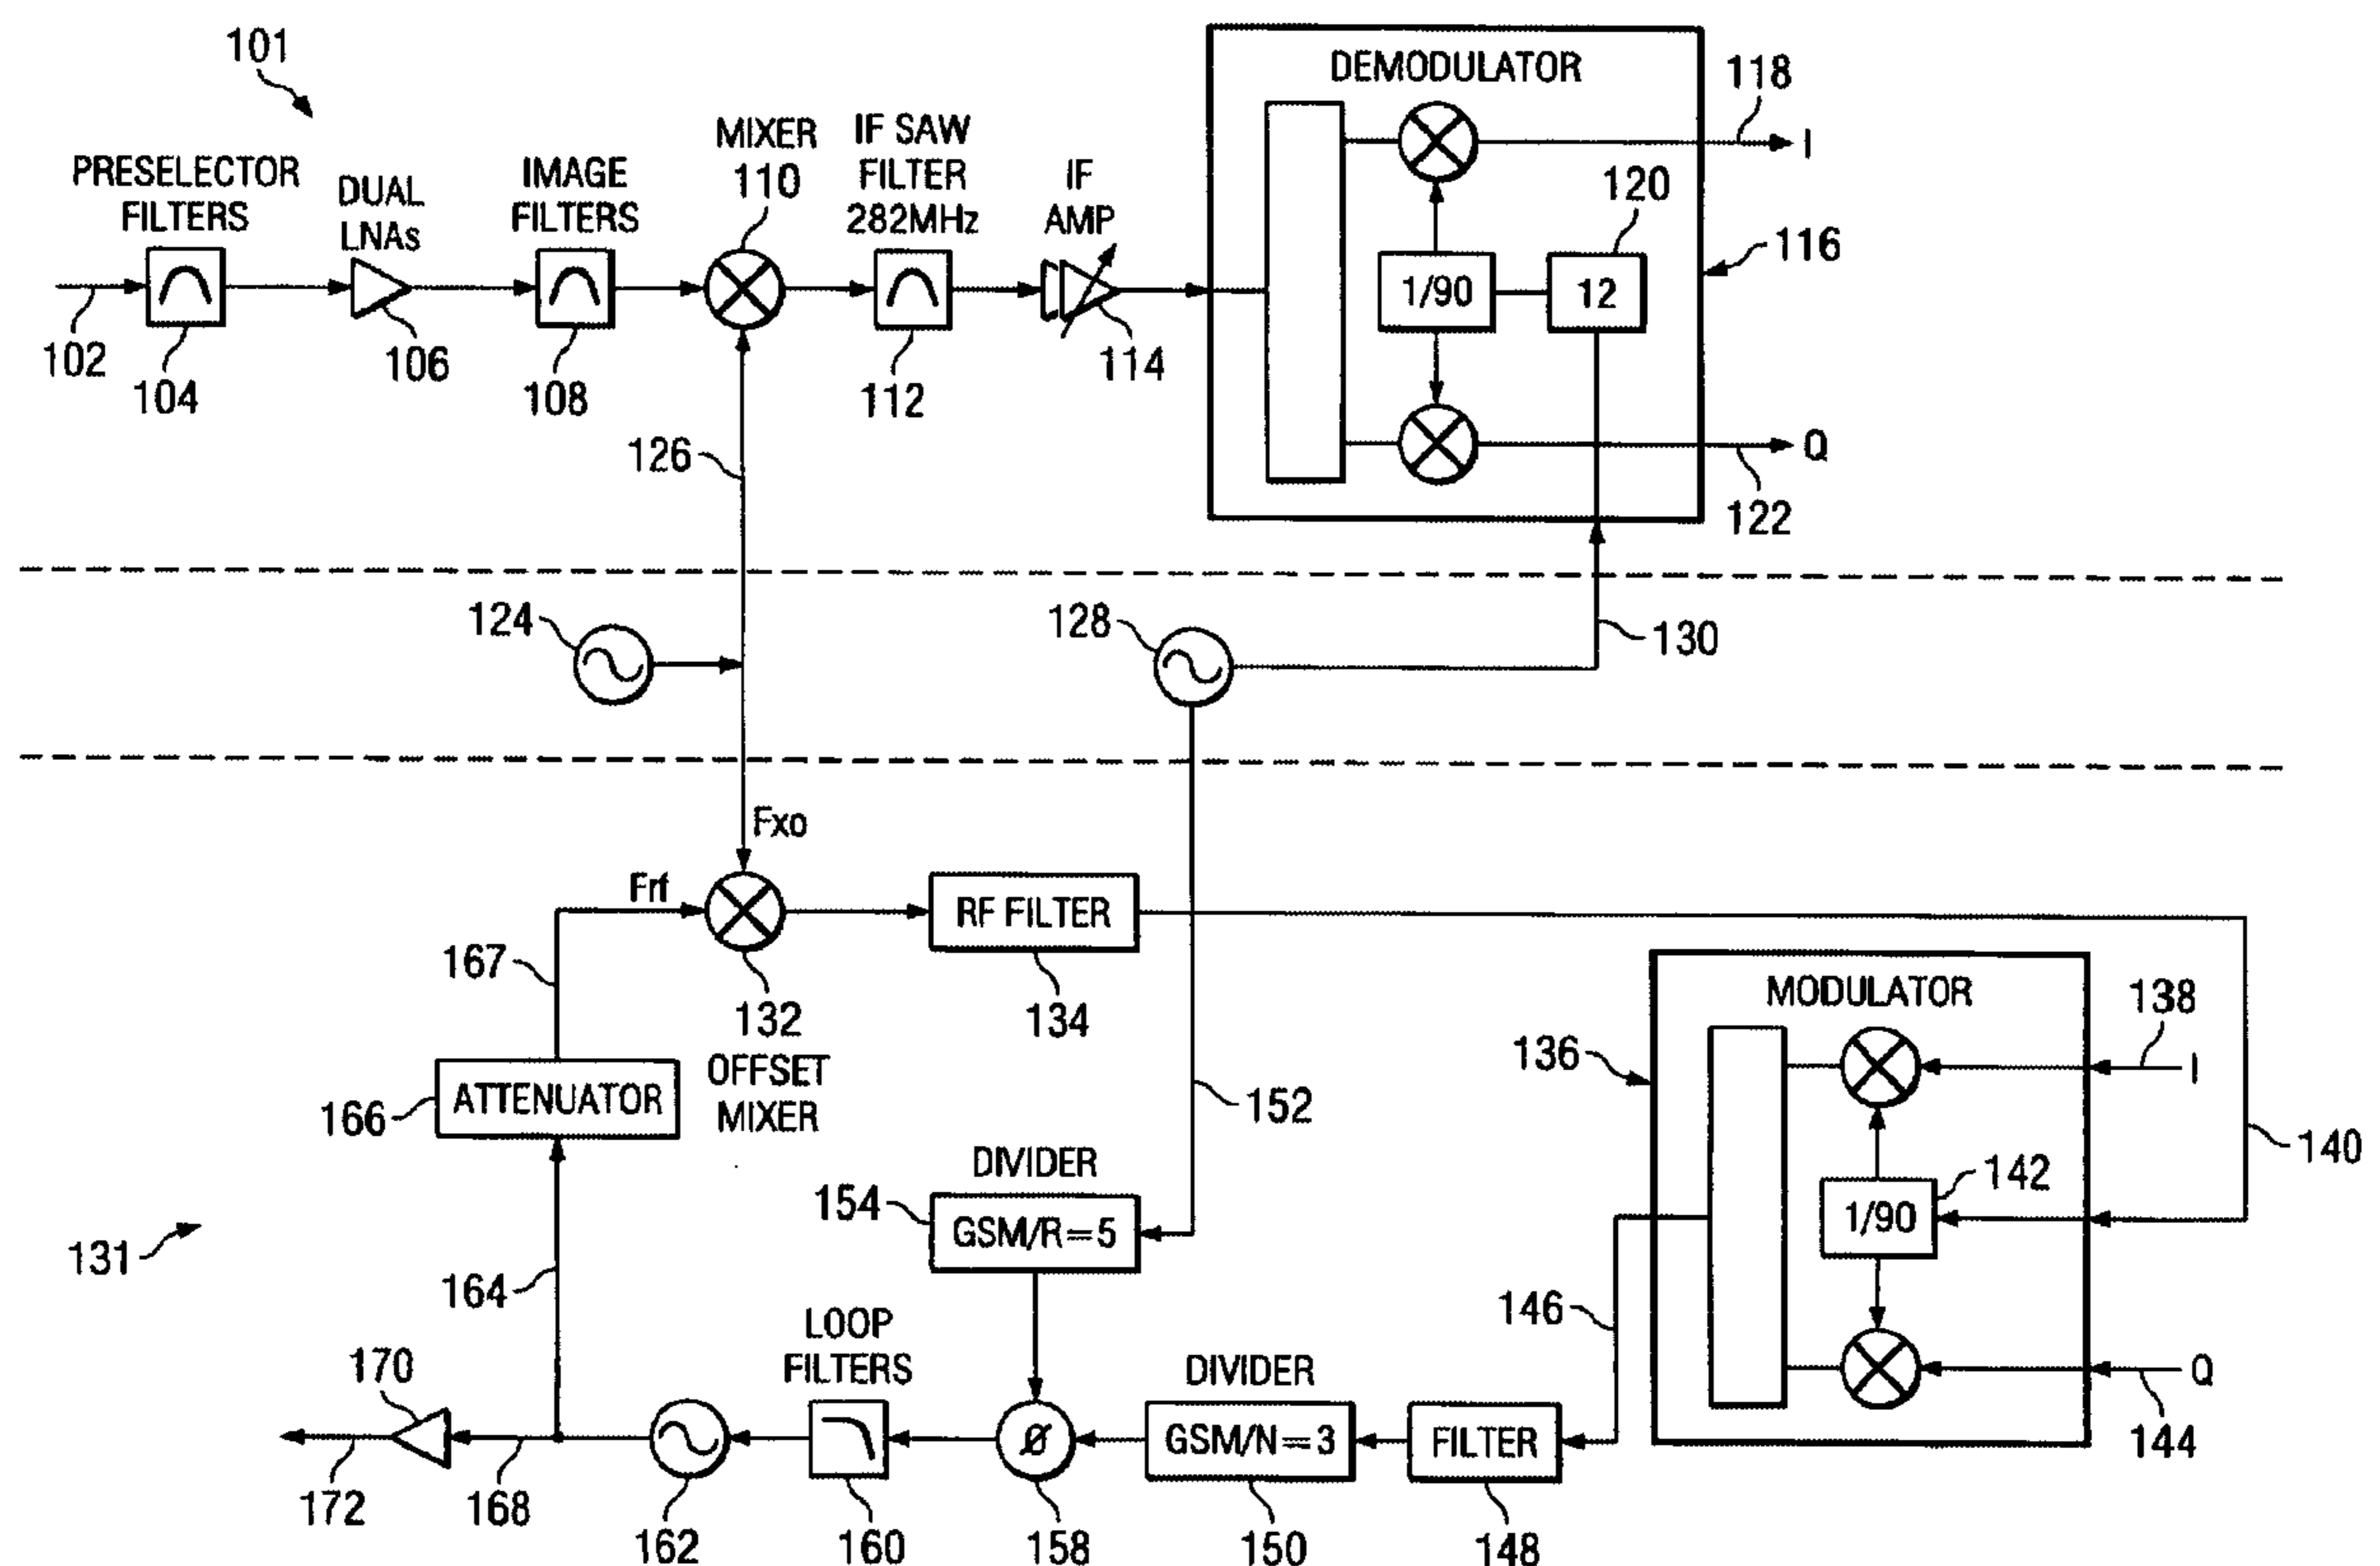 101
PRESELECTOR
FILTERS
DUAL
LNAs
IMAGE
FILTERS
MIXER
110
IF SAW
FILTER
282MHz
IF
AMP
DEMODULATOR
118
I
120
116
1/90
12
102
104
106
108
112
114
126
Q
122
124
128
130
Fxo
Frf
RF FILTER
167
132
OFFSET
MIXER
134
MODULATOR
138
I
136
166
ATTENUATOR
152
140
DIVIDER
154
GSM/R=5
142
1/90
131
164
146
LOOP
FILTERS
170
DIVIDER
Q
144
Ø
GSM/N=3
FILTER
172
168
162
160
158
150
148